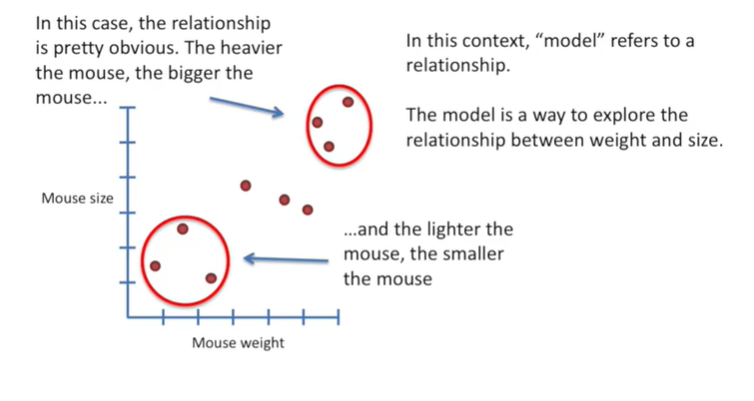 In this case, the relationship
is pretty obvious. The heavier
the mouse, the bigger the
mouse...
In this context, “model” refers to a
relationship.
The model is a way to explore the
relationship between weight and size.
Mouse size
...and the lighter the
mouse, the smaller
the mouse
Mouse weight